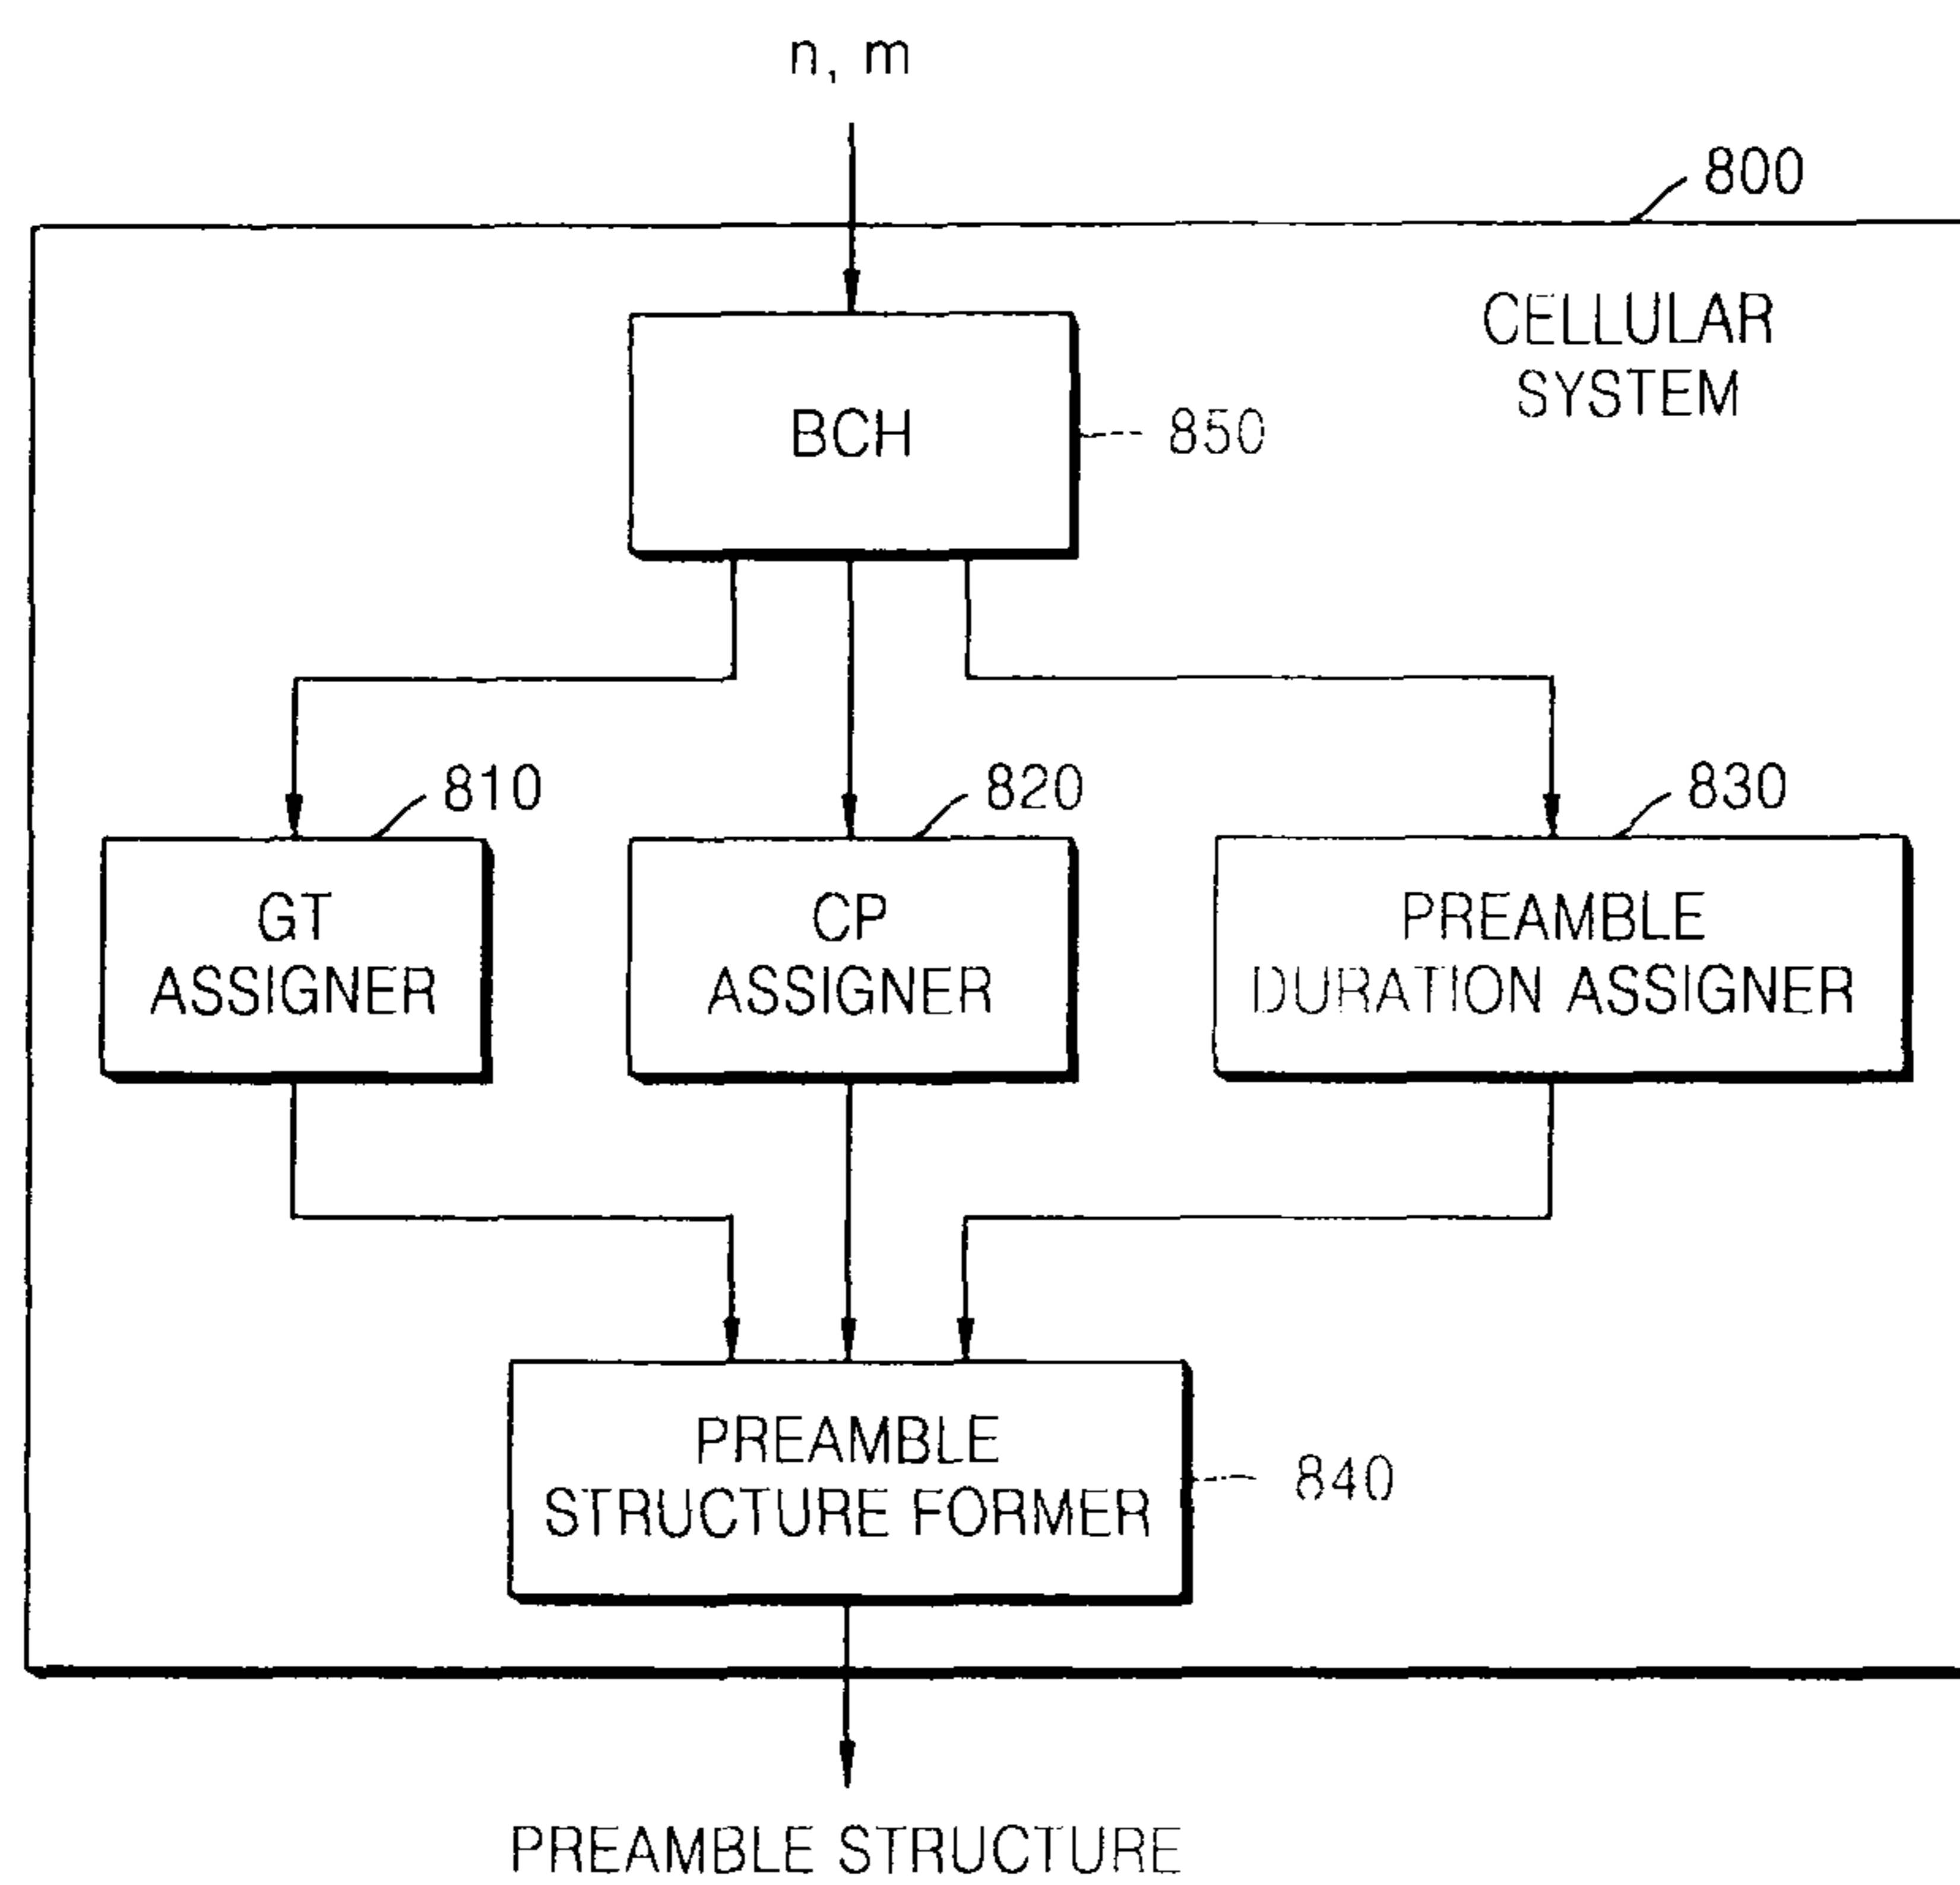 n, m
800
CELLULAR
SYSTEM
BCH
850
810
820
830
GT
ASSIGNER
CP
ASSIGNER
PREAMBLE
DURATION ASSIGNER
PREAMBLE
STRUCTURE FORMER
840
PREAMBLE STRUCTURE